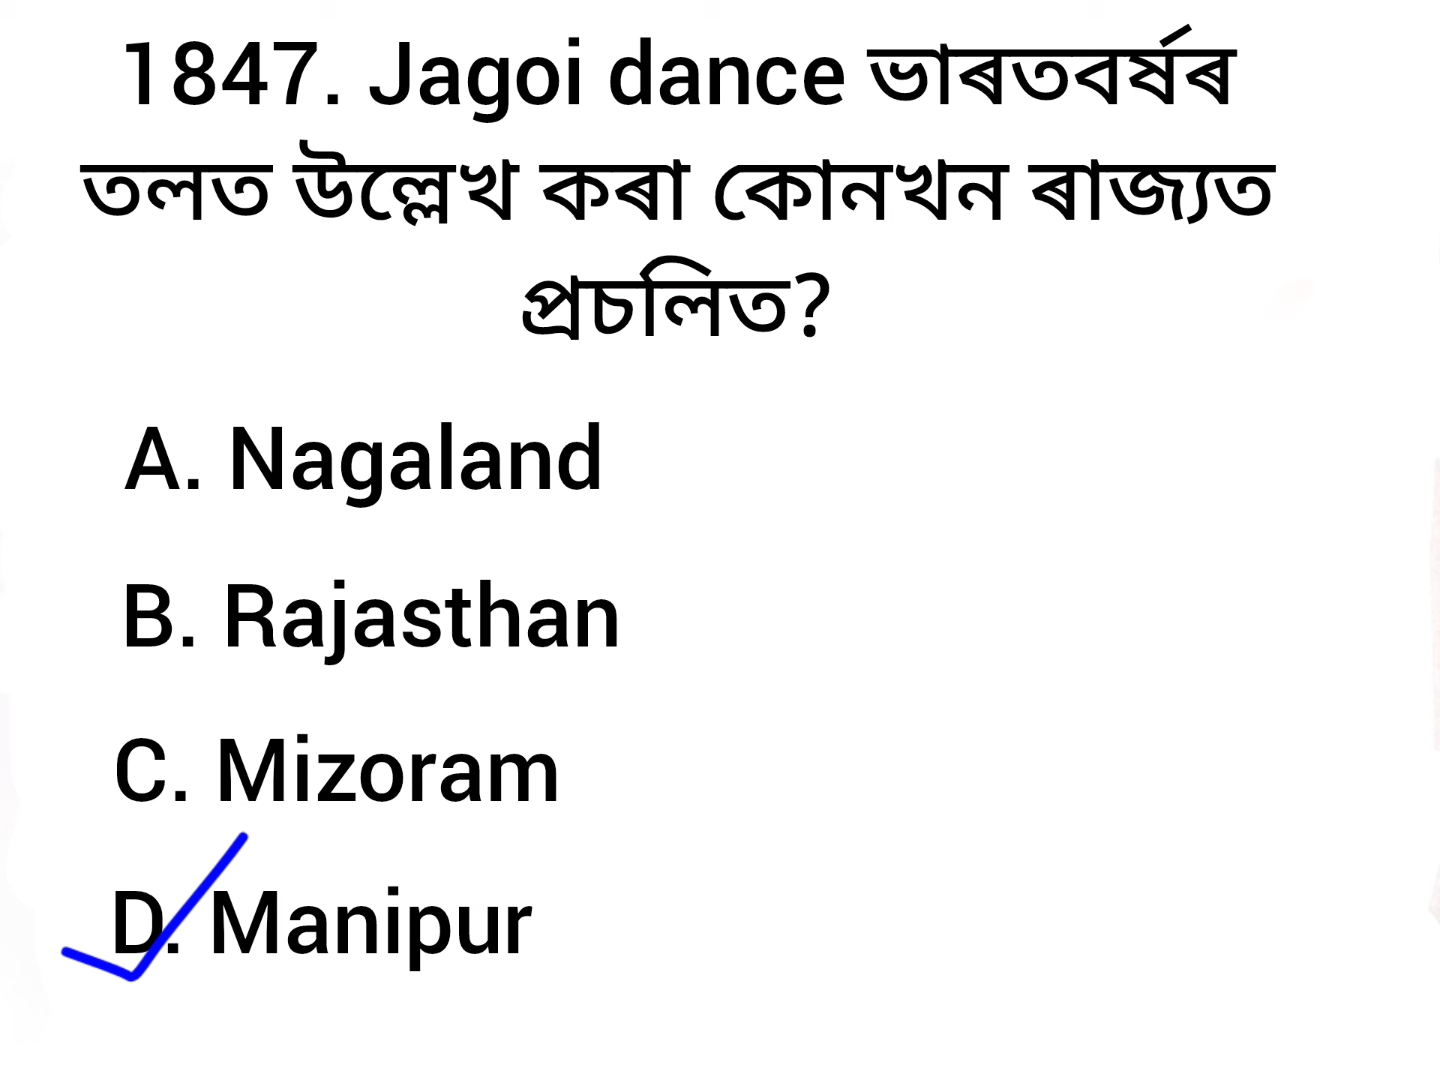 1847. Jagoi dance ভাৰতবৰ্ষৰ
তলত উল্লেখ কৰা কোনখন ৰাজ্যত
প্ৰচলিত?
A. Nagaland
B. Rajasthan
C. Mizoram
D. Manipur